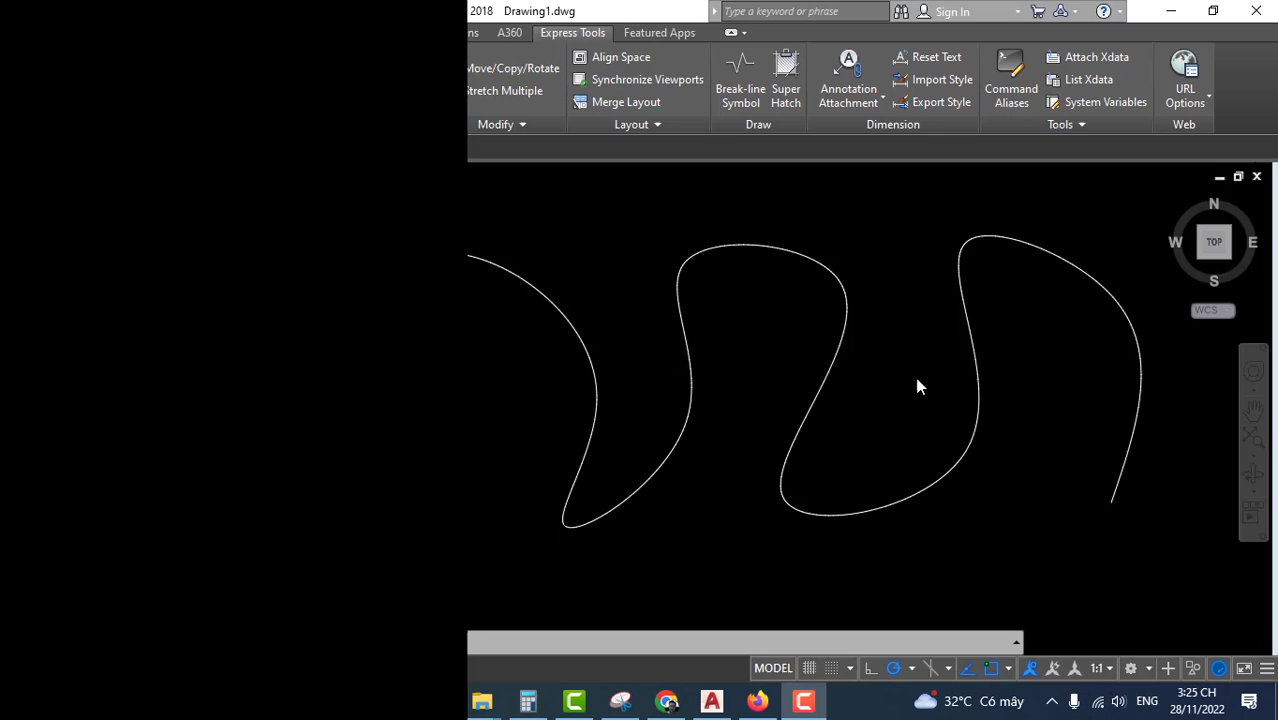 2018 Drawing1.dwg
Type a keyword or phrase
Sign In
ns A360 Express Tools Featured Apps
Move/Copy/Rotate
Stretch Multiple
Modify
Align Space
Synchronize Viewports
Merge Layout
Layout
Break-line
Symbol
Super
Hatch
Draw
Annotation
Attachment
Reset Text
Import Style
Export Style
Dimension
Command
Aliases
Attach Xdata
List Xdata
System Variables
Tools
URL
Options
Web
N
W TOP E
S
WCS
MODEL
1:1
32°C Có mây
ENG
3:25 CH
28/11/2022